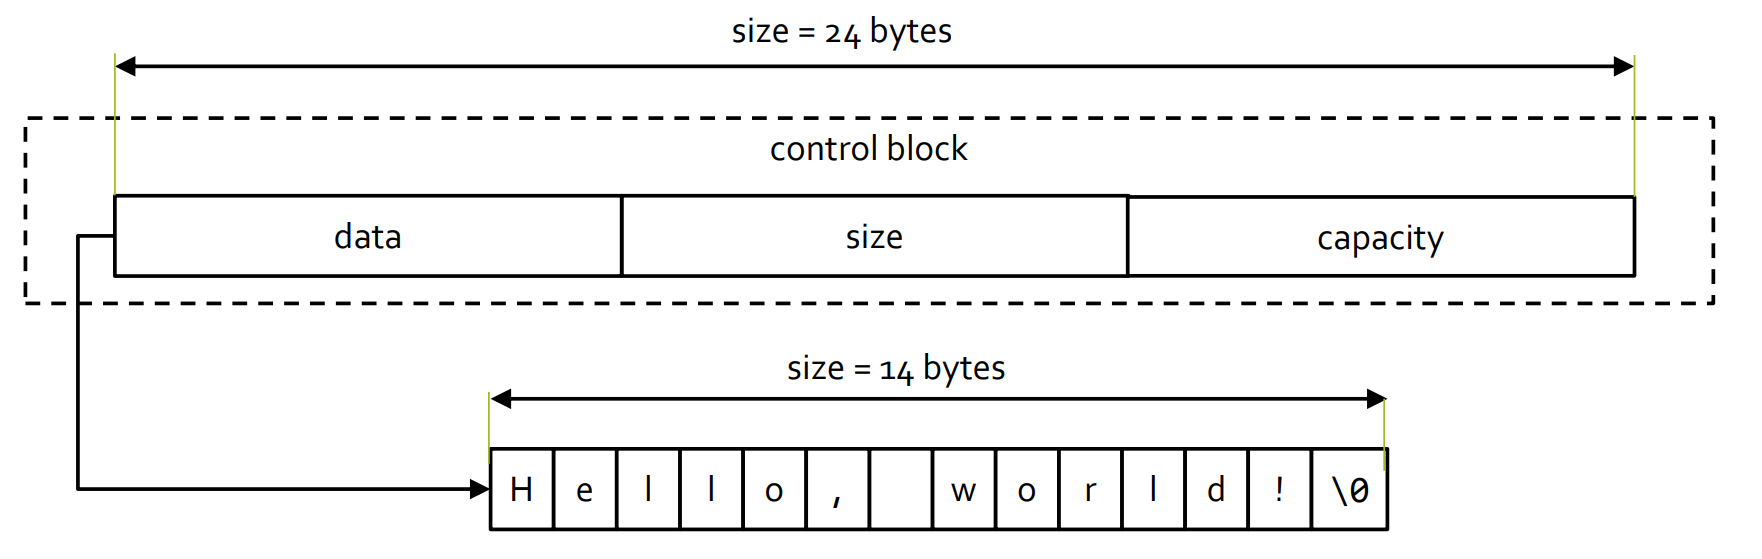 size = 24 bytes
control block
data size capacity
size = 14 bytes
H e l l o , w o r l d ! \0